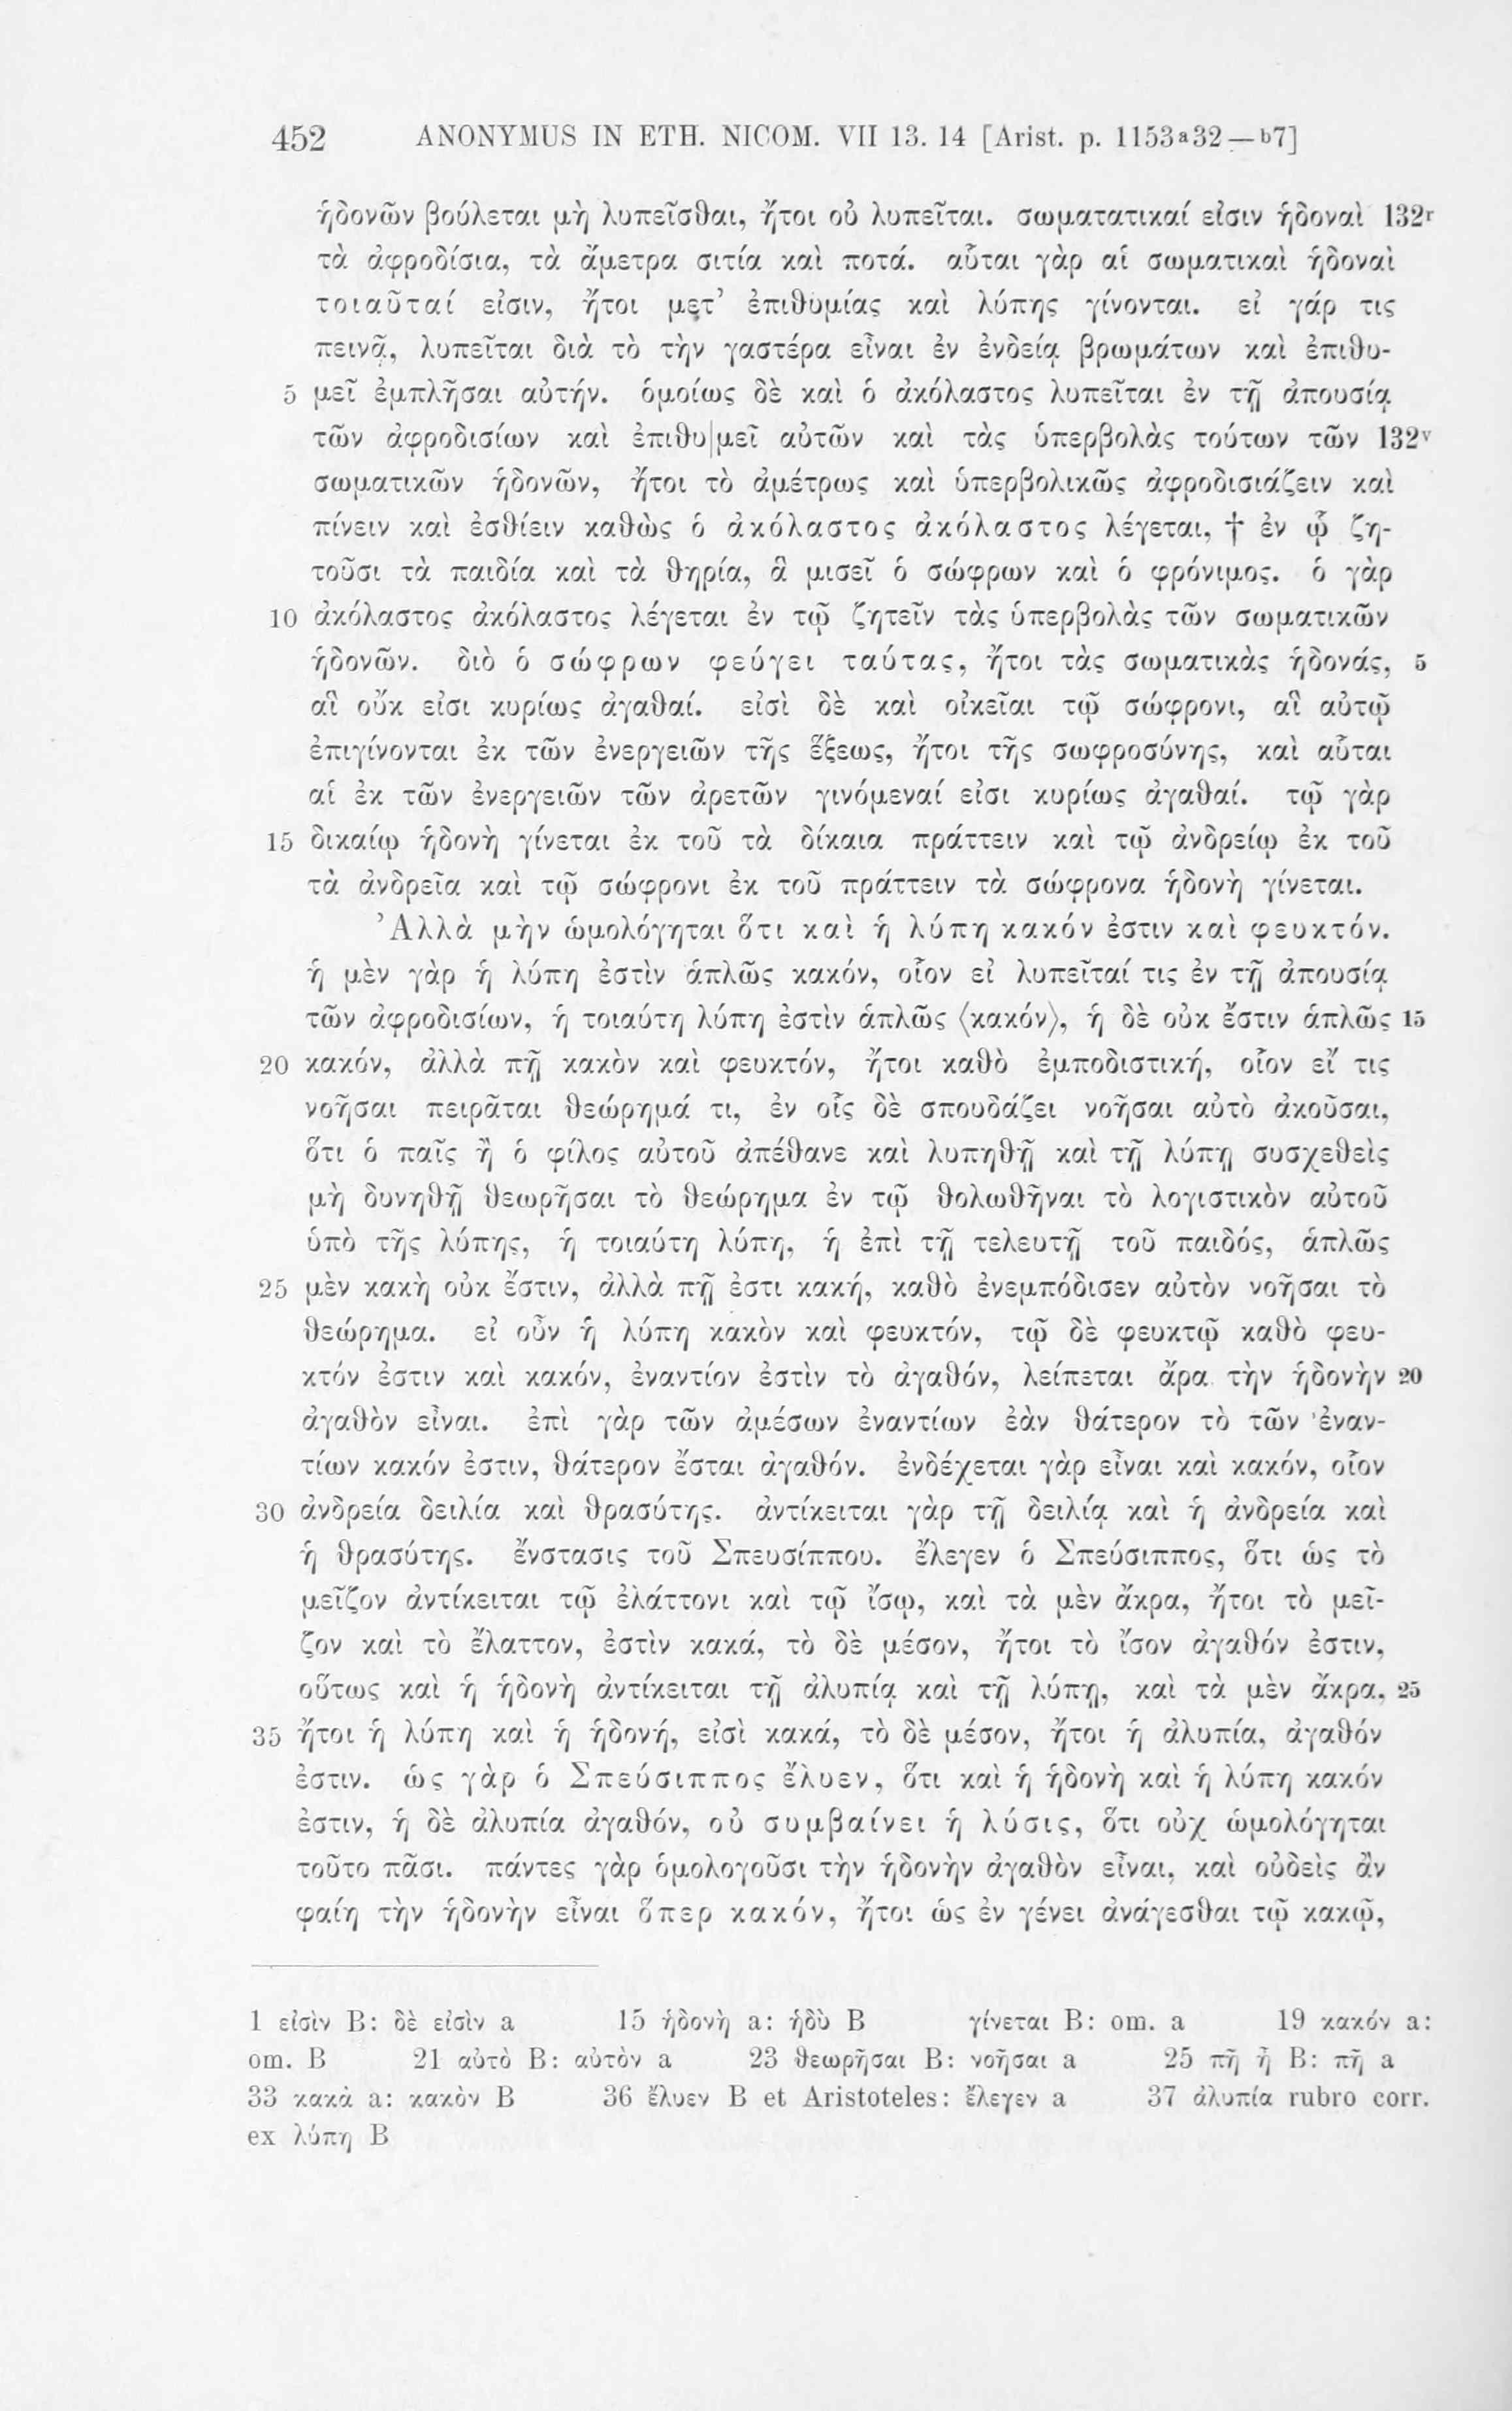 452 ANONYMUS IN ETH. NICOM. VII 13. 14 [Arist. p. 1153ᵃ32—ᵇ7]
ἡδονῶν βούλεται μὴ λυπεῖσθαι, ἤτοι οὐ λυπεῖται. σωματατικαί εἰσιν ἡδοναὶ 132ʳ
τὰ ἀφροδίσια, τὰ ἄμετρα σιτία καὶ ποτά. αὗται γὰρ αἱ σωματικαὶ ἡδοναὶ
τοιαῦταί εἰσιν, ἤτοι μετ’ ἐπιθυμίας καὶ λύπης γίνονται. εἰ γάρ τις
πεινᾷ, λυπεῖται διὰ τὸ τὴν γαστέρα εἶναι ἐν ἐνδείᾳ βρωμάτων καὶ ἐπιθυ-
5 μεῖ ἐμπλῆσαι αὐτήν. ὁμοίως δὲ καὶ ὁ ἀκόλαστος λυπεῖται ἐν τῇ ἀπουσίᾳ
τῶν ἀφροδισίων καὶ ἐπιθυ|μεῖ αὐτῶν καὶ τὰς ὑπερβολὰς τούτων τῶν 132ᵛ
σωματικῶν ἡδονῶν, ἤτοι τὸ ἀμέτρως καὶ ὑπερβολικῶς ἀφροδισιάζειν καὶ
πίνειν καὶ ἐσθίειν καθὼς ὁ ἀκόλαστος ἀκόλαστος λέγεται, † ἐν ᾧ ζη-
τοῦσι τὰ παιδία καὶ τὰ θηρία, ἃ μισεῖ ὁ σώφρων καὶ ὁ φρόνιμος. ὁ γὰρ
10 ἀκόλαστος ἀκόλαστος λέγεται ἐν τῷ ζητεῖν τὰς ὑπερβολὰς τῶν σωματικῶν
ἡδονῶν. διὸ ὁ σώφρων φεύγει ταύτας, ἤτοι τὰς σωματικὰς ἡδονάς, 5
αἳ οὔκ εἰσι κυρίως ἀγαθαί. εἰσὶ δὲ καὶ οἰκεῖαι τῷ σώφρονι, αἳ αὐτῷ
ἐπιγίνονται ἐκ τῶν ἐνεργειῶν τῆς ἕξεως, ἤτοι τῆς σωφροσύνης, καὶ αὗται
αἱ ἐκ τῶν ἐνεργειῶν τῶν ἀρετῶν γινόμεναί εἰσι κυρίως ἀγαθαί. τῷ γὰρ
15 δικαίῳ ἡδονὴ γίνεται ἐκ τοῦ τὰ δίκαια πράττειν καὶ τῷ ἀνδρείῳ ἐκ τοῦ
τὰ ἀνδρεῖα καὶ τῷ σώφρονι ἐκ τοῦ πράττειν τὰ σώφρονα ἡδονὴ γίνεται.
Ἀλλὰ μὴν ὡμολόγηται ὅτι καὶ ἡ λύπη κακόν ἐστιν καὶ φευκτόν.
ἡ μὲν γὰρ ἡ λύπη ἐστὶν ἁπλῶς κακόν, οἷον εἰ λυπεῖταί τις ἐν τῇ ἀπουσίᾳ
τῶν ἀφροδισίων, ἡ τοιαύτη λύπη ἐστὶν ἁπλῶς ⟨κακόν⟩, ἡ δὲ οὐκ ἔστιν ἁπλῶς 15
20 κακόν, ἀλλὰ πῇ κακὸν καὶ φευκτόν, ἤτοι καθὸ ἐμποδιστική, οἷον εἴ τις
νοῆσαι πειρᾶται θεώρημά τι, ἐν οἷς δὲ σπουδάζει νοῆσαι αὐτὸ ἀκοῦσαι,
ὅτι ὁ παῖς ἢ ὁ φίλος αὐτοῦ ἀπέθανε καὶ λυπηθῇ καὶ τῇ λύπῃ συσχεθεὶς
μὴ δυνηθῇ θεωρῆσαι τὸ θεώρημα ἐν τῷ θολωθῆναι τὸ λογιστικὸν αὐτοῦ
ὑπὸ τῆς λύπης, ἡ τοιαύτη λύπη, ἡ ἐπὶ τῇ τελευτῇ τοῦ παιδός, ἁπλῶς
25 μὲν κακὴ οὐκ ἔστιν, ἀλλὰ πῇ ἐστι κακή, καθὸ ἐνεμπόδισεν αὐτὸν νοῆσαι τὸ
θεώρημα. εἰ οὖν ἡ λύπη κακὸν καὶ φευκτόν, τῷ δὲ φευκτῷ καθὸ φευ-
κτόν ἐστιν καὶ κακόν, ἐναντίον ἐστὶν τὸ ἀγαθόν, λείπεται ἄρα τὴν ἡδονὴν 20
ἀγαθὸν εἶναι. ἐπὶ γὰρ τῶν ἀμέσων ἐναντίων ἐὰν θάτερον τὸ τῶν ἐναν-
τίων κακόν ἐστιν, θάτερον ἔσται ἀγαθόν. ἐνδέχεται γὰρ εἶναι καὶ κακόν, οἷον
30 ἀνδρεία δειλία καὶ θρασύτης. ἀντίκειται γὰρ τῇ δειλίᾳ καὶ ἡ ἀνδρεία καὶ
ἡ θρασύτης. ἔνστασις τοῦ Σπευσίππου. ἔλεγεν ὁ Σπεύσιππος, ὅτι ὡς τὸ
μεῖζον ἀντίκειται τῷ ἐλάττονι καὶ τῷ ἴσῳ, καὶ τὰ μὲν ἄκρα, ἤτοι τὸ μεῖ-
ζον καὶ τὸ ἔλαττον, ἐστὶν κακά, τὸ δὲ μέσον, ἤτοι τὸ ἴσον ἀγαθόν ἐστιν,
οὕτως καὶ ἡ ἡδονὴ ἀντίκειται τῇ ἀλυπίᾳ καὶ τῇ λύπῃ, καὶ τὰ μὲν ἄκρα, 25
35 ἤτοι ἡ λύπη καὶ ἡ ἡδονή, εἰσὶ κακά, τὸ δὲ μέσον, ἤτοι ἡ ἀλυπία, ἀγαθόν
ἐστιν. ὡς γὰρ ὁ Σπεύσιππος ἔλυεν, ὅτι καὶ ἡ ἡδονὴ καὶ ἡ λύπη κακόν
ἐστιν, ἡ δὲ ἀλυπία ἀγαθόν, οὐ συμβαίνει ἡ λύσις, ὅτι οὐχ ὡμολόγηται
τοῦτο πᾶσι. πάντες γὰρ ὁμολογοῦσι τὴν ἡδονὴν ἀγαθὸν εἶναι, καὶ οὐδεὶς ἂν
φαίη τὴν ἡδονὴν εἶναι ὅπερ κακόν, ἤτοι ὡς ἐν γένει ἀνάγεσθαι τῷ κακῷ,
1 εἰσὶν B: δὲ εἰσὶν a 15 ἡδονὴ a: ἡδὺ B γίνεται B: om. a 19 κακόν a:
om. B 21 αὐτὸ B: αὐτὸν a 23 θεωρῆσαι B: νοῆσαι a 25 πῆ ἦ B: πῆ a
33 κακὰ a: κακὸν B 36 ἔλυεν B et Aristoteles: ἔλεγεν a 37 ἀλυπία rubro corr.
ex λύπη B